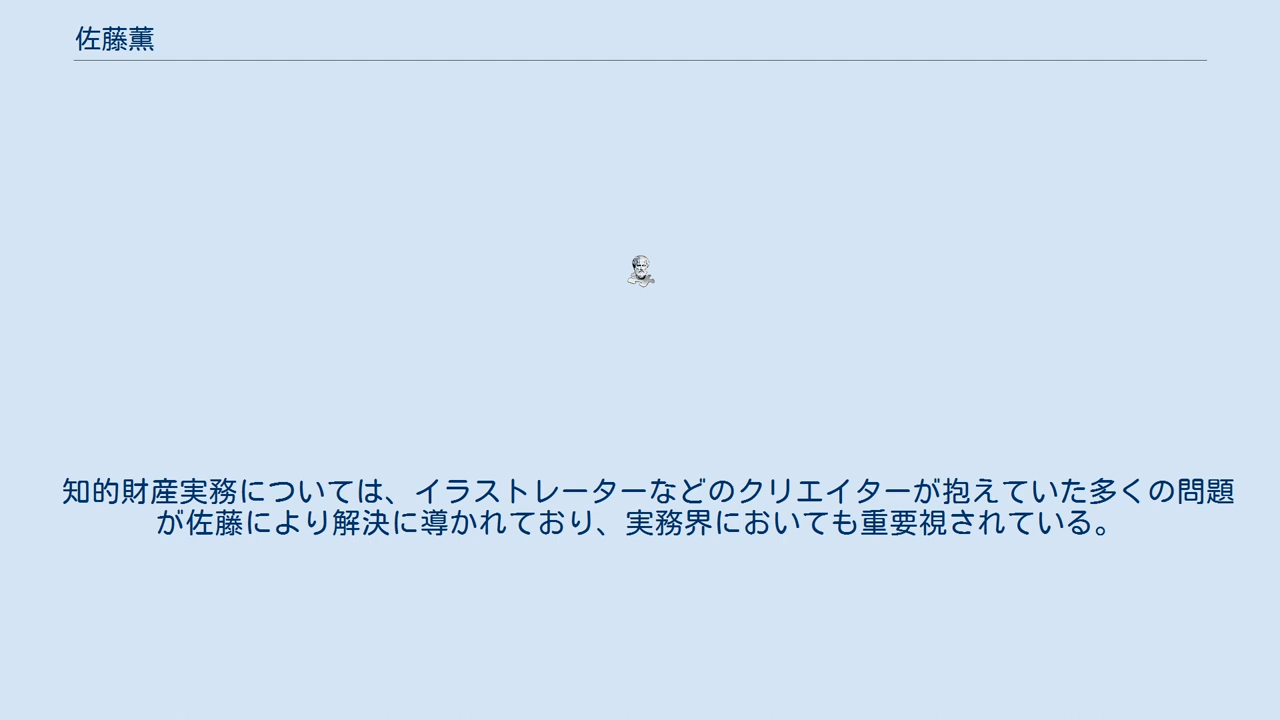 佐藤薫
知的財産実務については、イラストレーターなどのクリエイターが抱えていた多くの問題
が佐藤により解決に導かれており、実務界においても重要視されている。